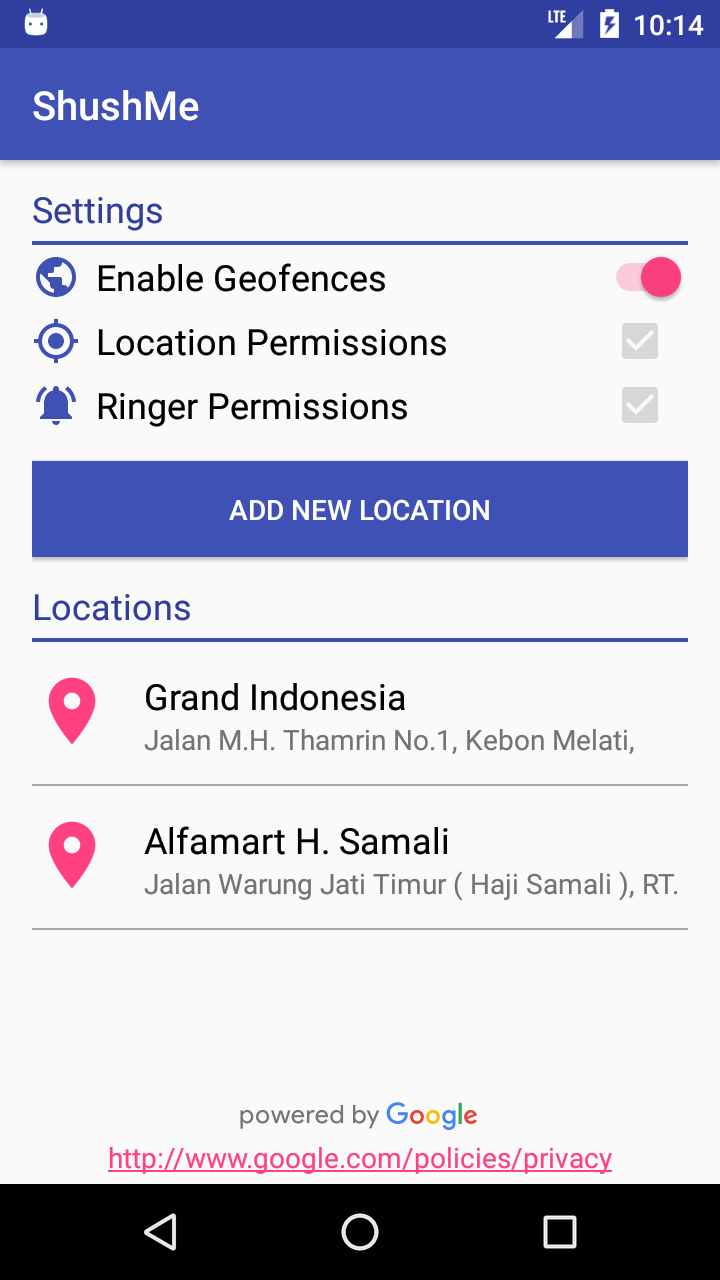 LTE 10:14
ShushMe
Settings
Enable Geofences
Location Permissions
Ringer Permissions
ADD NEW LOCATION
Locations
Grand Indonesia
Jalan M.H. Thamrin No.1, Kebon Melati,
Alfamart H. Samali
Jalan Warung Jati Timur ( Haji Samali ), RT.
powered by Google
http://www.google.com/policies/privacy